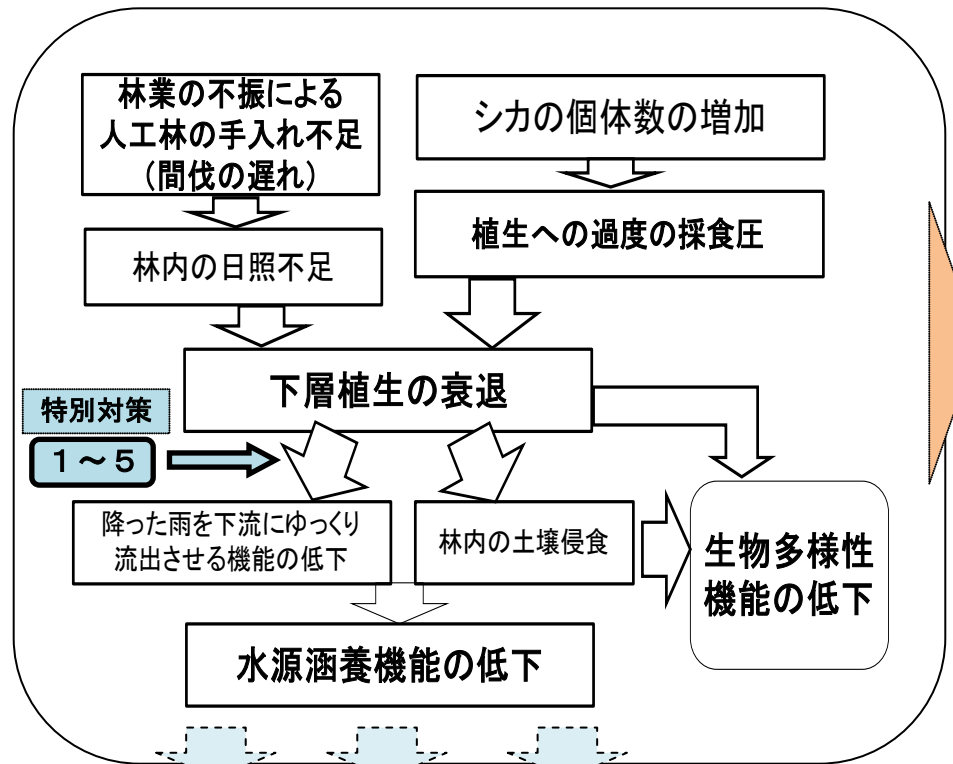 林業の不振による
人工林の手入れ不足
（間伐の遅れ）
シカの個体数の増加
林内の日照不足
植生への過度の採食圧
下層植生の衰退
特別対策
１～５
降った雨を下流にゆっくり
流出させる機能の低下
林内の土壌侵食
生物多様性
機能の低下
水源涵養機能の低下